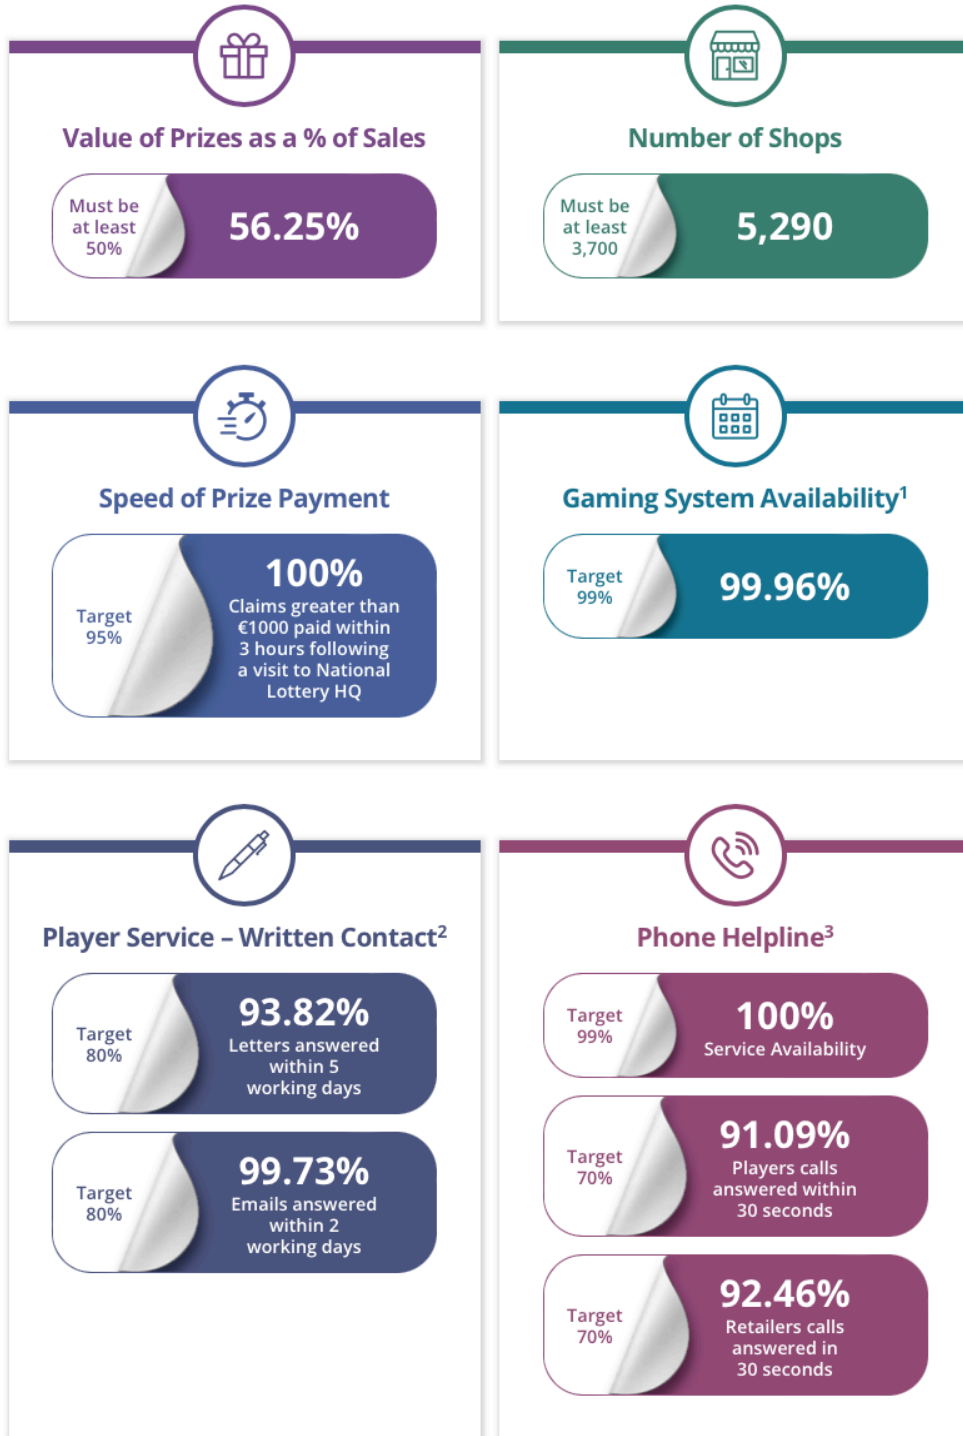 Value of Prizes as a % of Sales
Must be
at least
50%
56.25%
Number of Shops
Must be
at least
3,700
5,290
Speed of Prize Payment
Target
95%
100%
Claims greater than
€1000 paid within
3 hours following
a visit to National
Lottery HQ
Gaming System Availability¹
Target
99%
99.96%
Player Service – Written Contact²
Target
80%
93.82%
Letters answered
within 5
working days
Target
80%
99.73%
Emails answered
within 2
working days
Phone Helpline³
Target
99%
100%
Service Availability
Target
70%
91.09%
Players calls
answered within
30 seconds
Target
70%
92.46%
Retailers calls
answered in
30 seconds